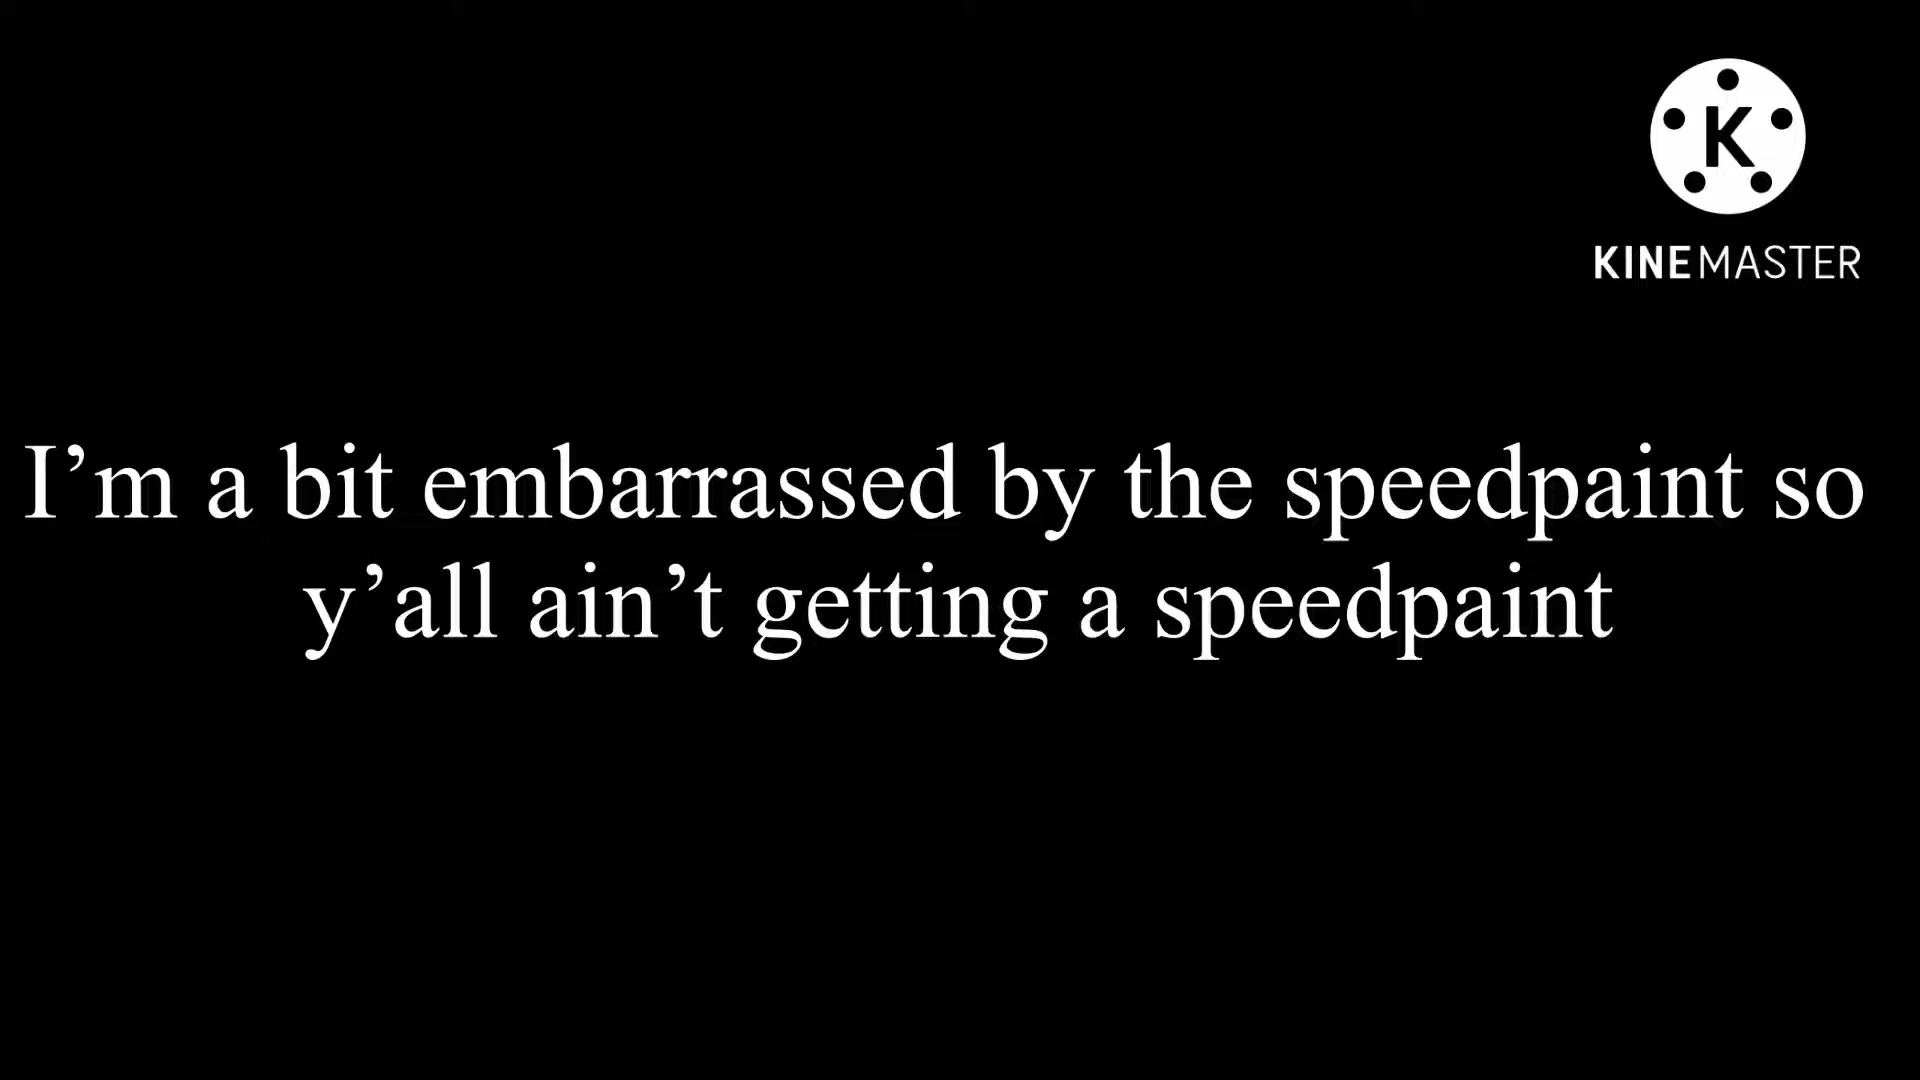 K
KINEMASTER
I’m a bit embarrassed by the speedpaint so
y’all ain’t getting a speedpaint